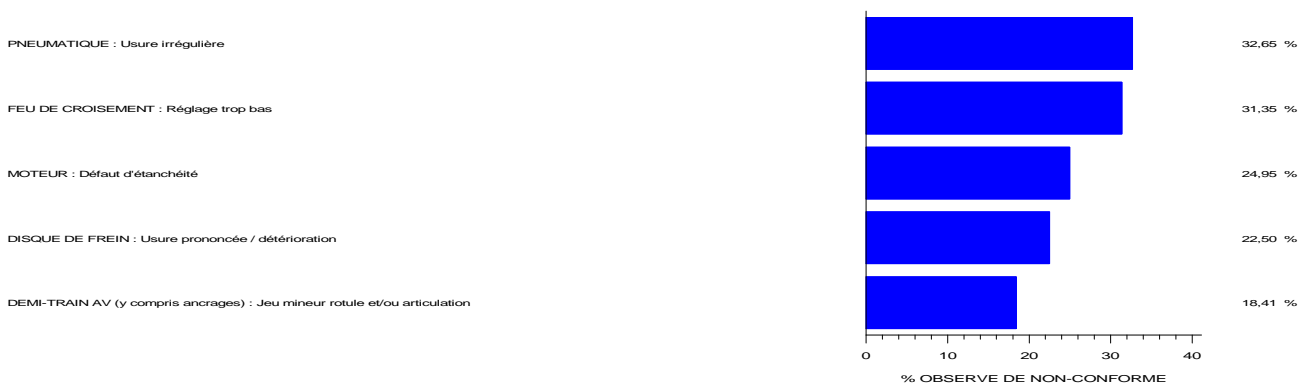 PNEUMATIQUE : Usure irrégulière 32,65 %
FEU DE CROISEMENT : Réglage trop bas 31,35 %
MOTEUR : Défaut d'étanchéité 24,95 %
DISQUE DE FREIN : Usure prononcée / détérioration 22,50 %
DEMI-TRAIN AV (y compris ancrages) : Jeu mineur rotule et/ou articulation 18,41 %
0 10 20 30 40
% OBSERVE DE NON-CONFORME